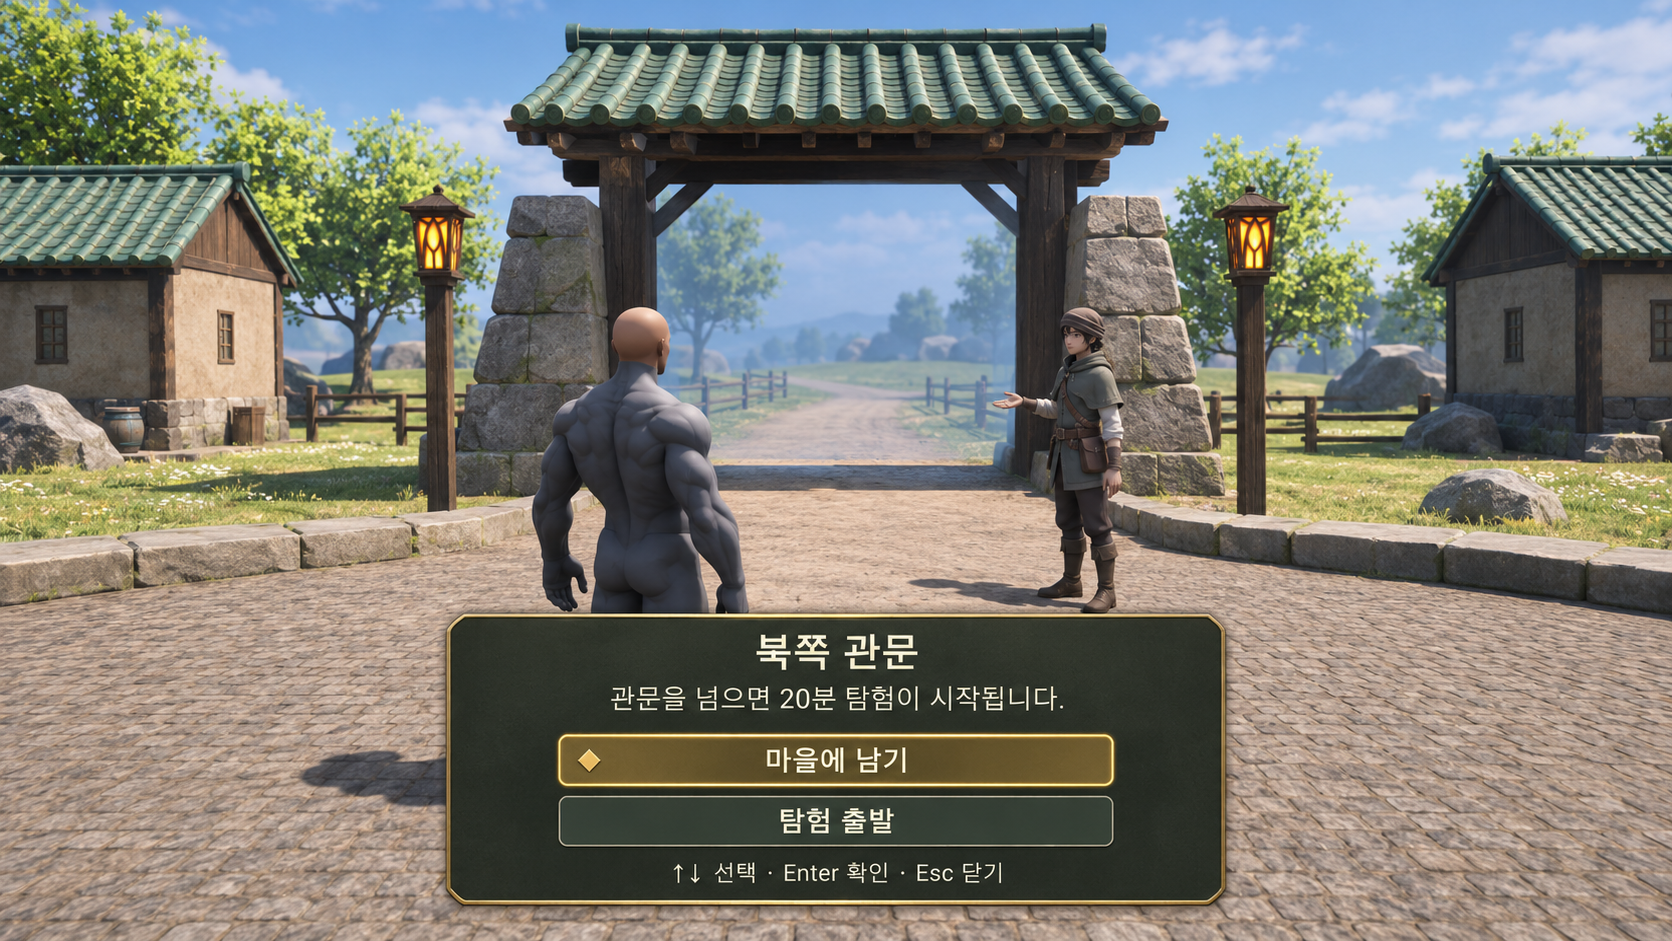 북쪽 관문
관문을 넘으면 20분 탐험이 시작됩니다.
마을에 남기
탐험 출발
↑↓ 선택 · Enter 확인 · Esc 닫기